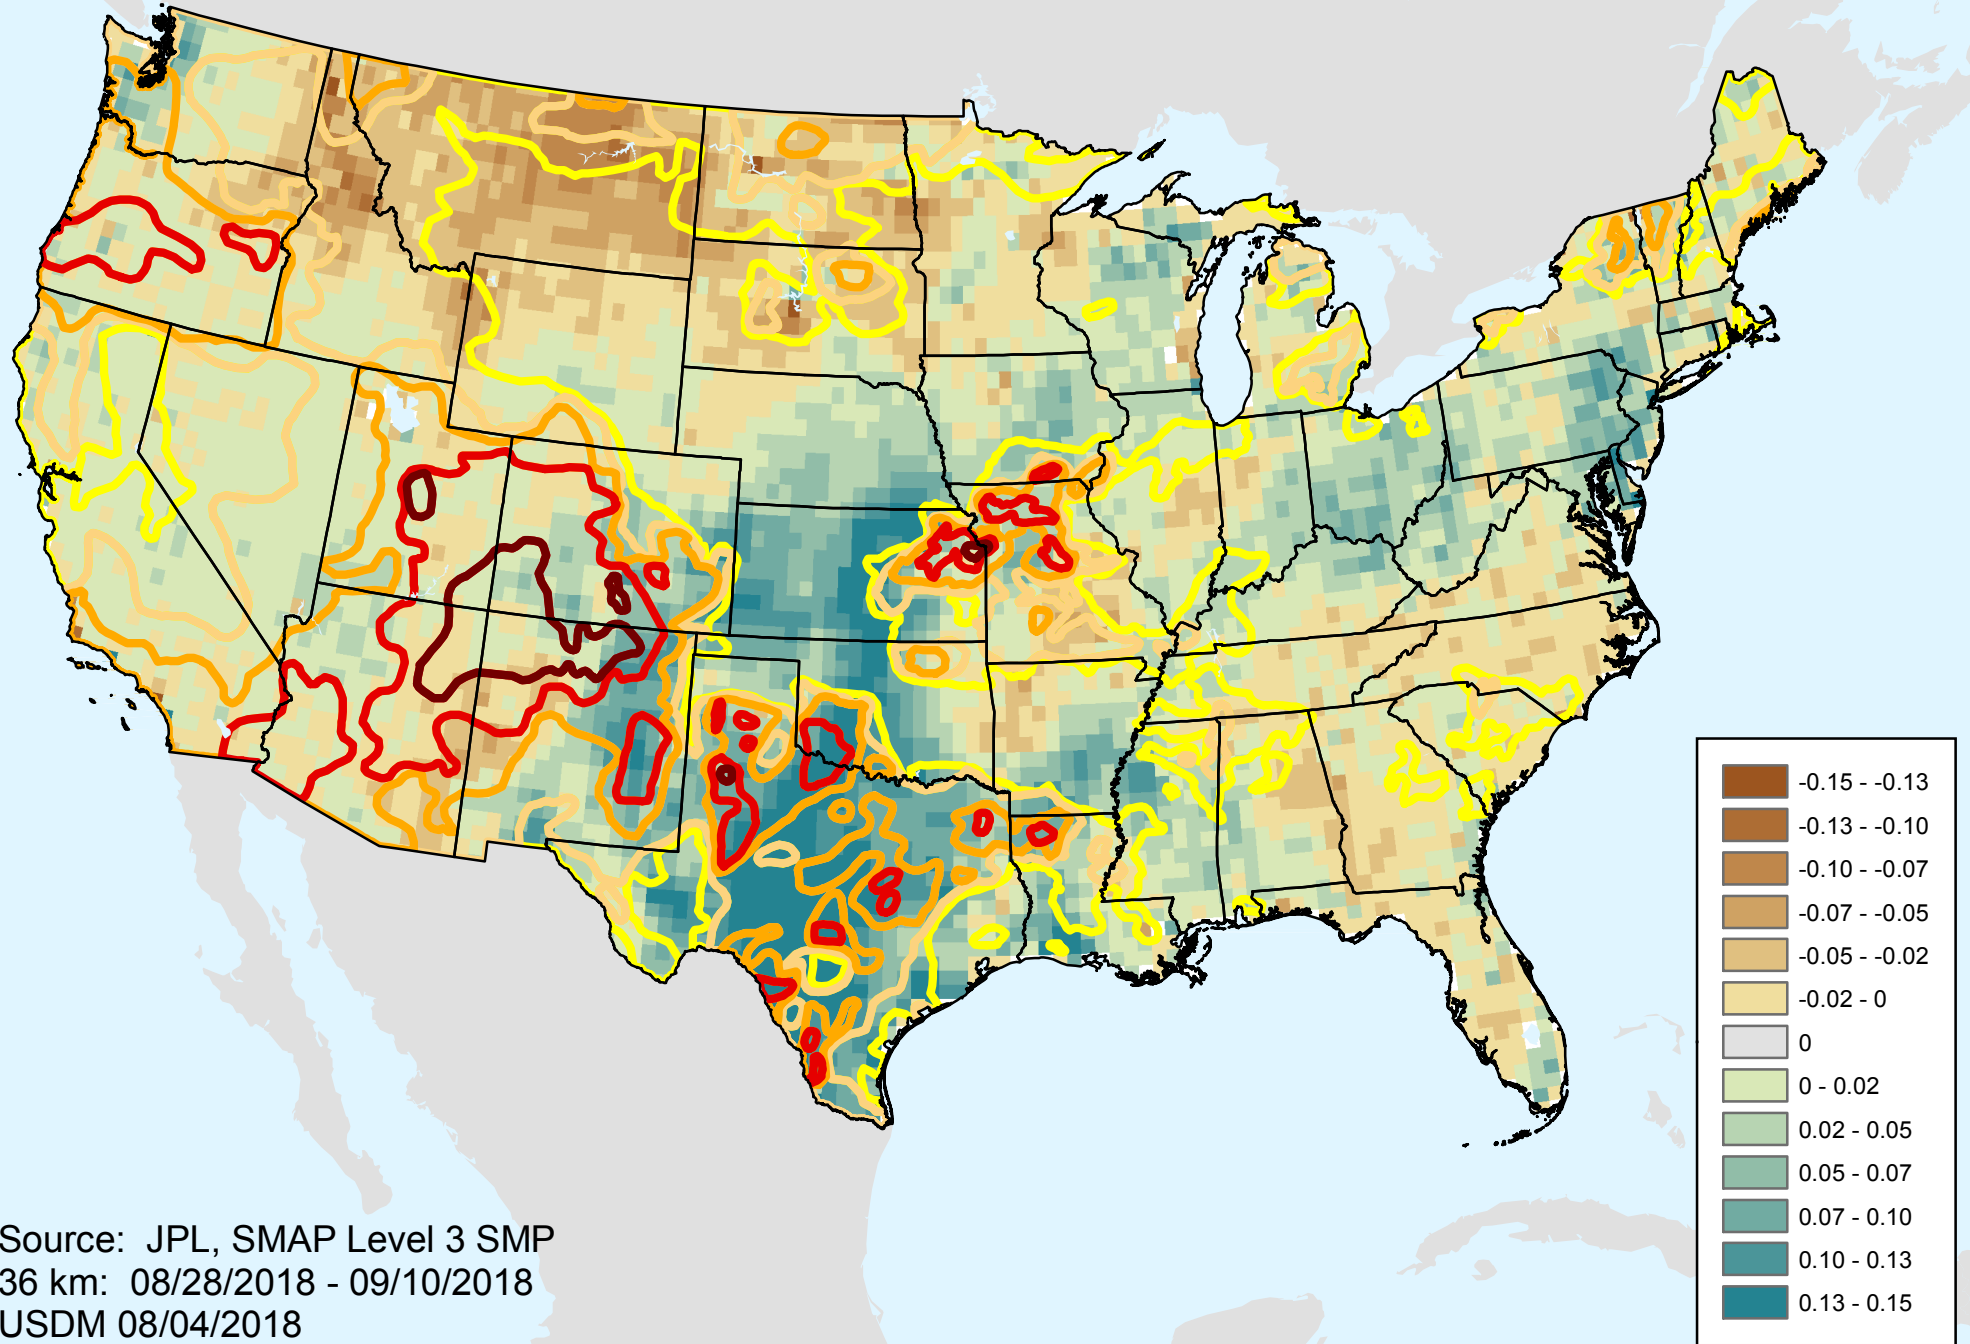 -0.15 - -0.13
-0.13 - -0.10
-0.10 - -0.07
-0.07 - -0.05
-0.05 - -0.02
-0.02 - 0
0
0 - 0.02
0.02 - 0.05
0.05 - 0.07
0.07 - 0.10
0.10 - 0.13
0.13 - 0.15
Source: JPL, SMAP Level 3 SMP
36 km: 08/28/2018 - 09/10/2018
USDM 08/04/2018